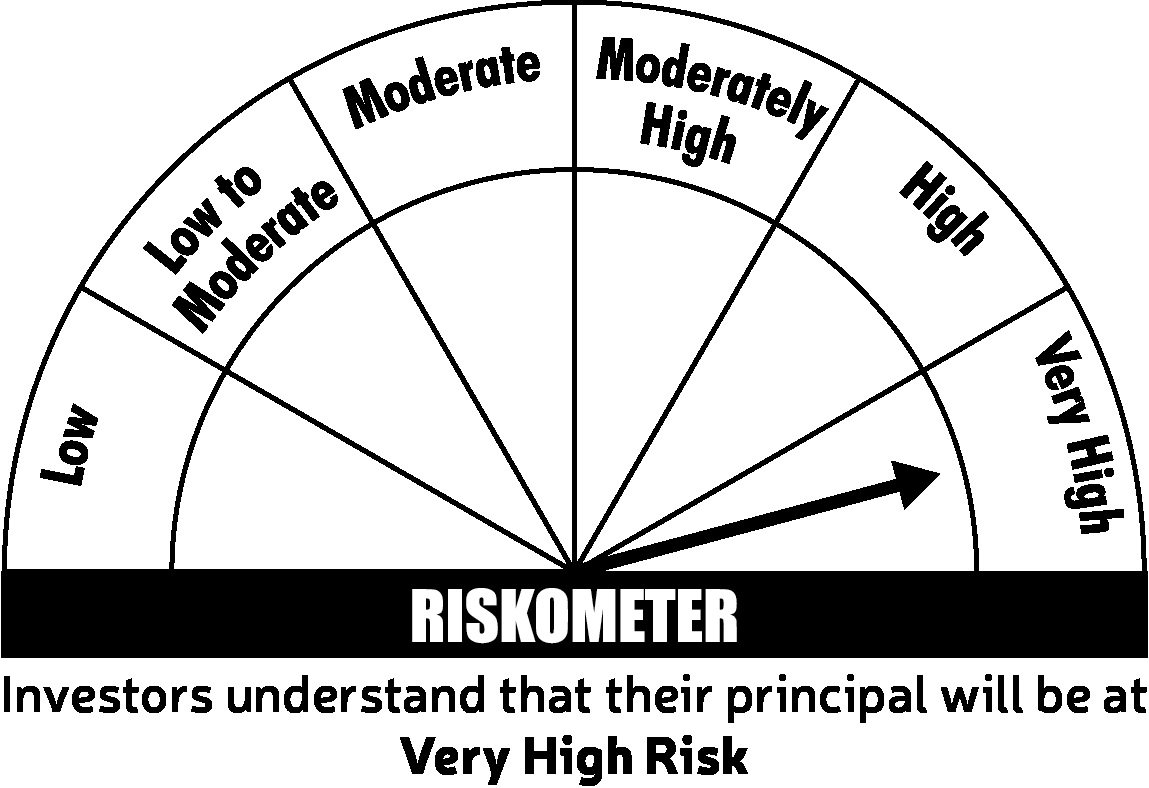 Moderate
Moderately
High
Low to
Moderate
High
Low
Very High
RISKOMETER
Investors understand that their principal will be at
Very High Risk